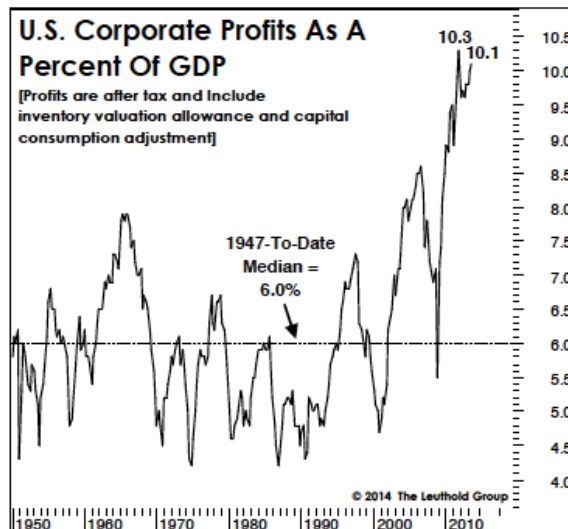 U.S. Corporate Profits As A
Percent Of GDP
[Profits are after tax and Include
inventory valuation allowance and capital
consumption adjustment]
10.3
10.1
1947-To-Date
Median =
6.0%
10.5
10.0
9.5
9.0
8.5
8.0
7.5
7.0
6.5
6.0
5.5
5.0
4.5
4.0
© 2014 The Leuthold Group
1950 1960 1970 1980 1990 2000 2010